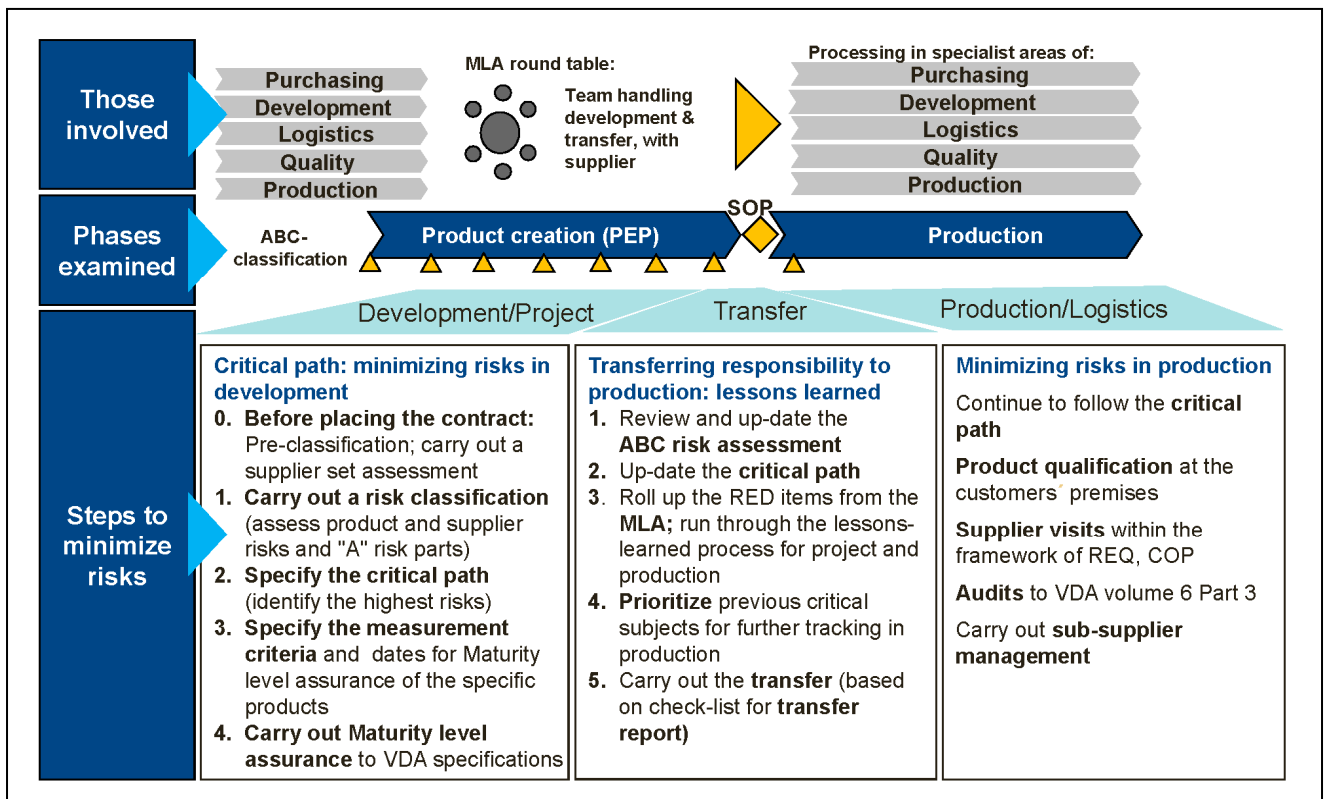 Those
involved
Purchasing
Development
Logistics
Quality
Production
MLA round table:
Team handling
development &
transfer, with
supplier
Processing in specialist areas of:
Purchasing
Development
Logistics
Quality
Production
Phases
examined
ABC-
classification
Product creation (PEP)
SOP
Production
Development/Project
Transfer
Production/Logistics
Steps to
minimize
risks
Critical path: minimizing risks in
development
0. Before placing the contract:
Pre-classification; carry out a
supplier set assessment
1. Carry out a risk classification
(assess product and supplier
risks and "A" risk parts)
2. Specify the critical path
(identify the highest risks)
3. Specify the measurement
criteria and dates for Maturity
level assurance of the specific
products
4. Carry out Maturity level
assurance to VDA specifications
Transferring responsibility to
production: lessons learned
1. Review and up-date the
ABC risk assessment
2. Up-date the critical path
3. Roll up the RED items from the
MLA; run through the lessons-
learned process for project and
production
4. Prioritize previous critical
subjects for further tracking in
production
5. Carry out the transfer (based
on check-list for transfer
report)
Minimizing risks in production
Continue to follow the critical
path
Product qualification at the
customers´ premises
Supplier visits within the
framework of REQ, COP
Audits to VDA volume 6 Part 3
Carry out sub-supplier
management